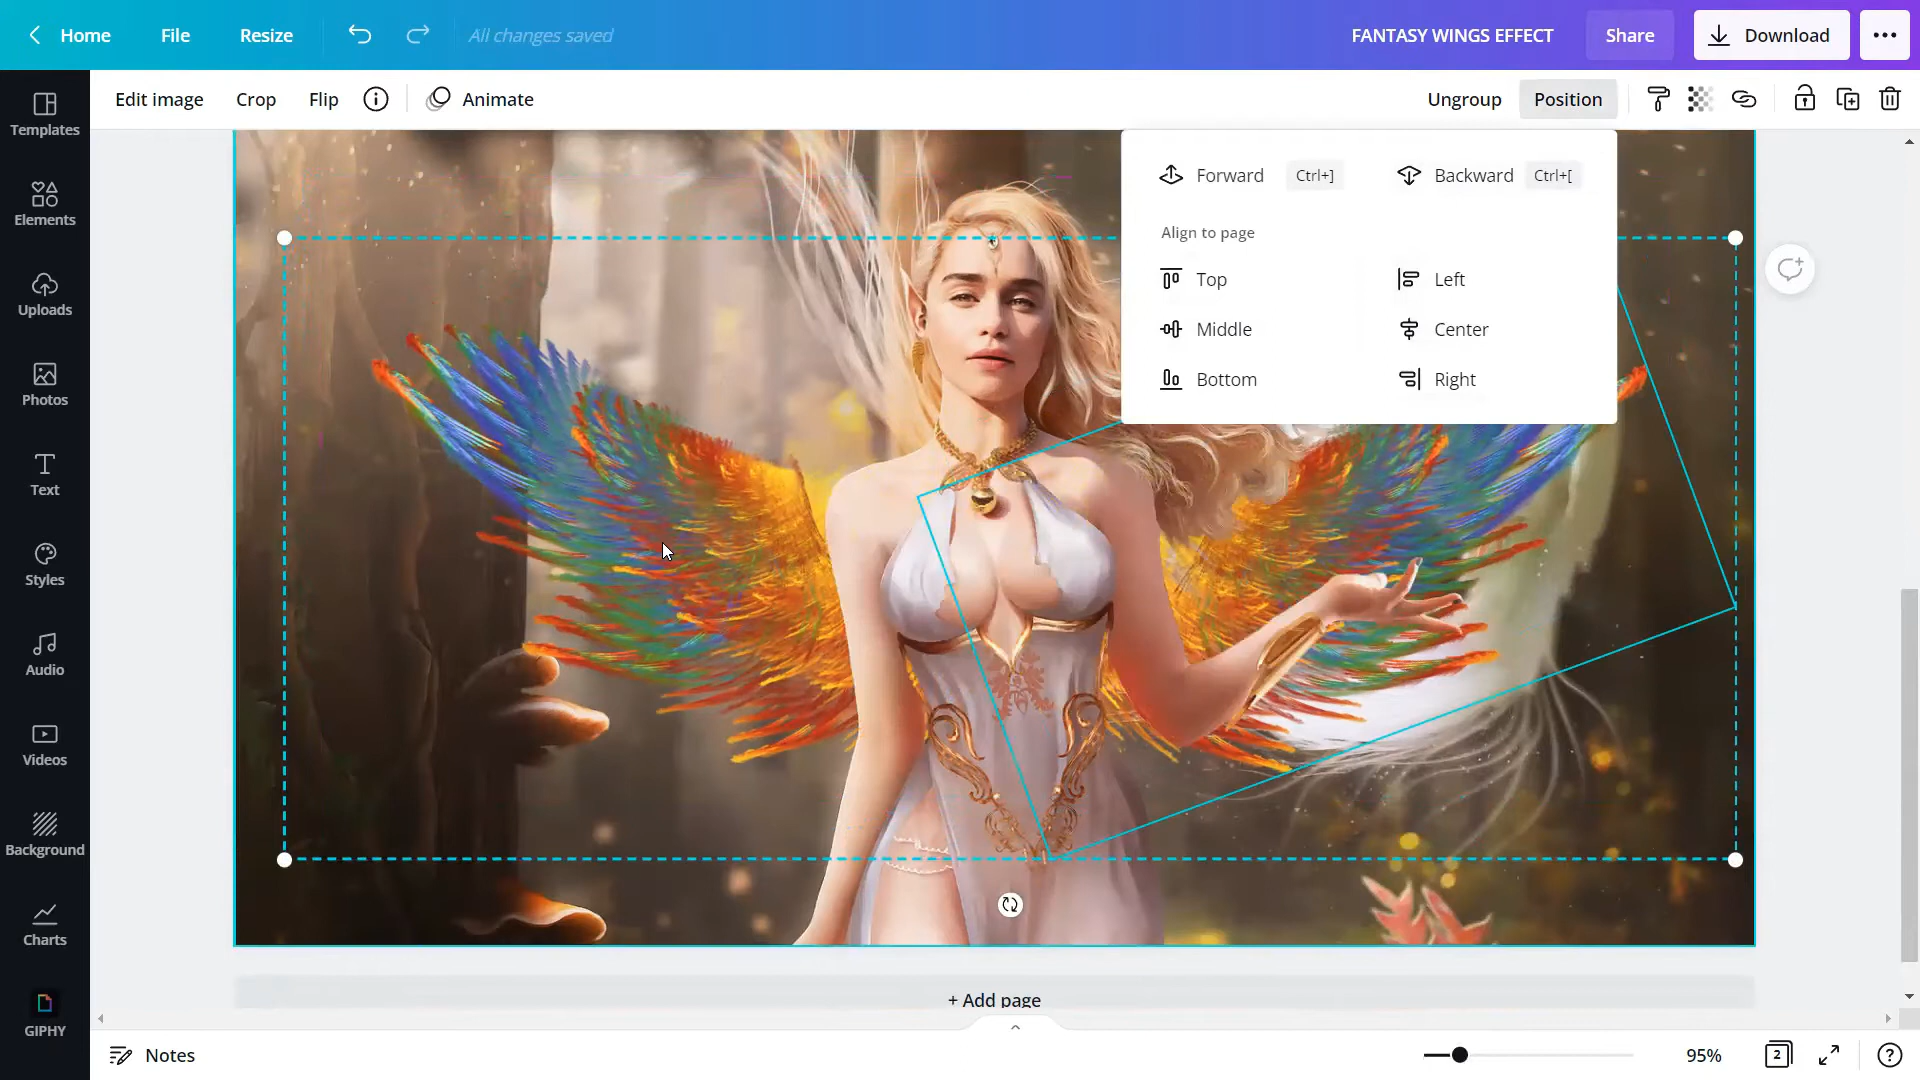 Home File Resize All changes saved FANTASY WINGS EFFECT Share Download
Edit image Crop Flip Animate Ungroup Position
Templates
Elements
Uploads
Photos
Text
Styles
Audio
Videos
Background
Charts
GIPHY
Forward Ctrl+] Backward Ctrl+[
Align to page
Top Left
Middle Center
Bottom Right
+ Add page
Notes 95% 2 ?